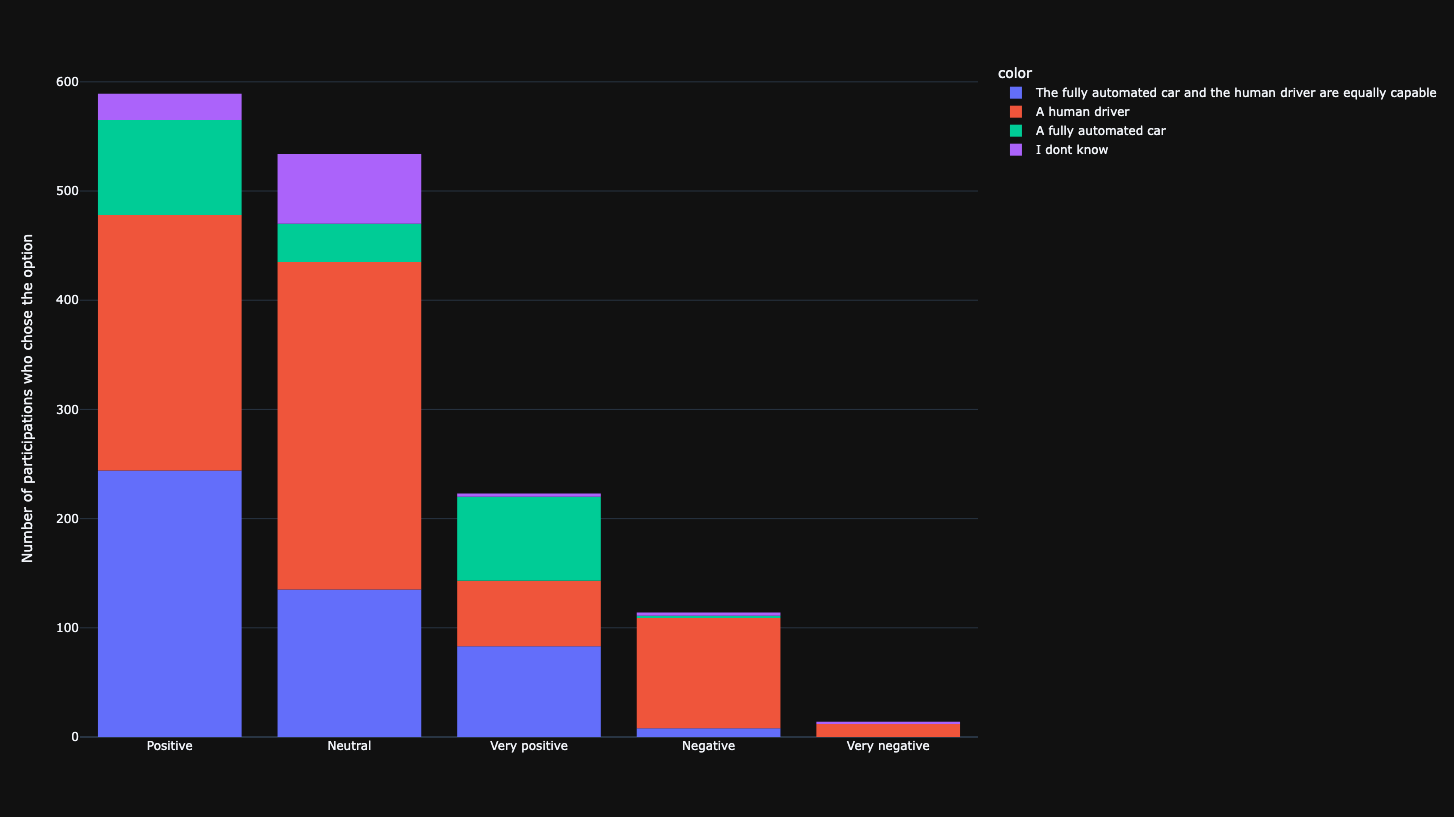 color
The fully automated car and the human driver are equally capable
A human driver
A fully automated car
I dont know
Number of participations who chose the option
600
500
400
300
200
100
0
Positive
Neutral
Very positive
Negative
Very negative